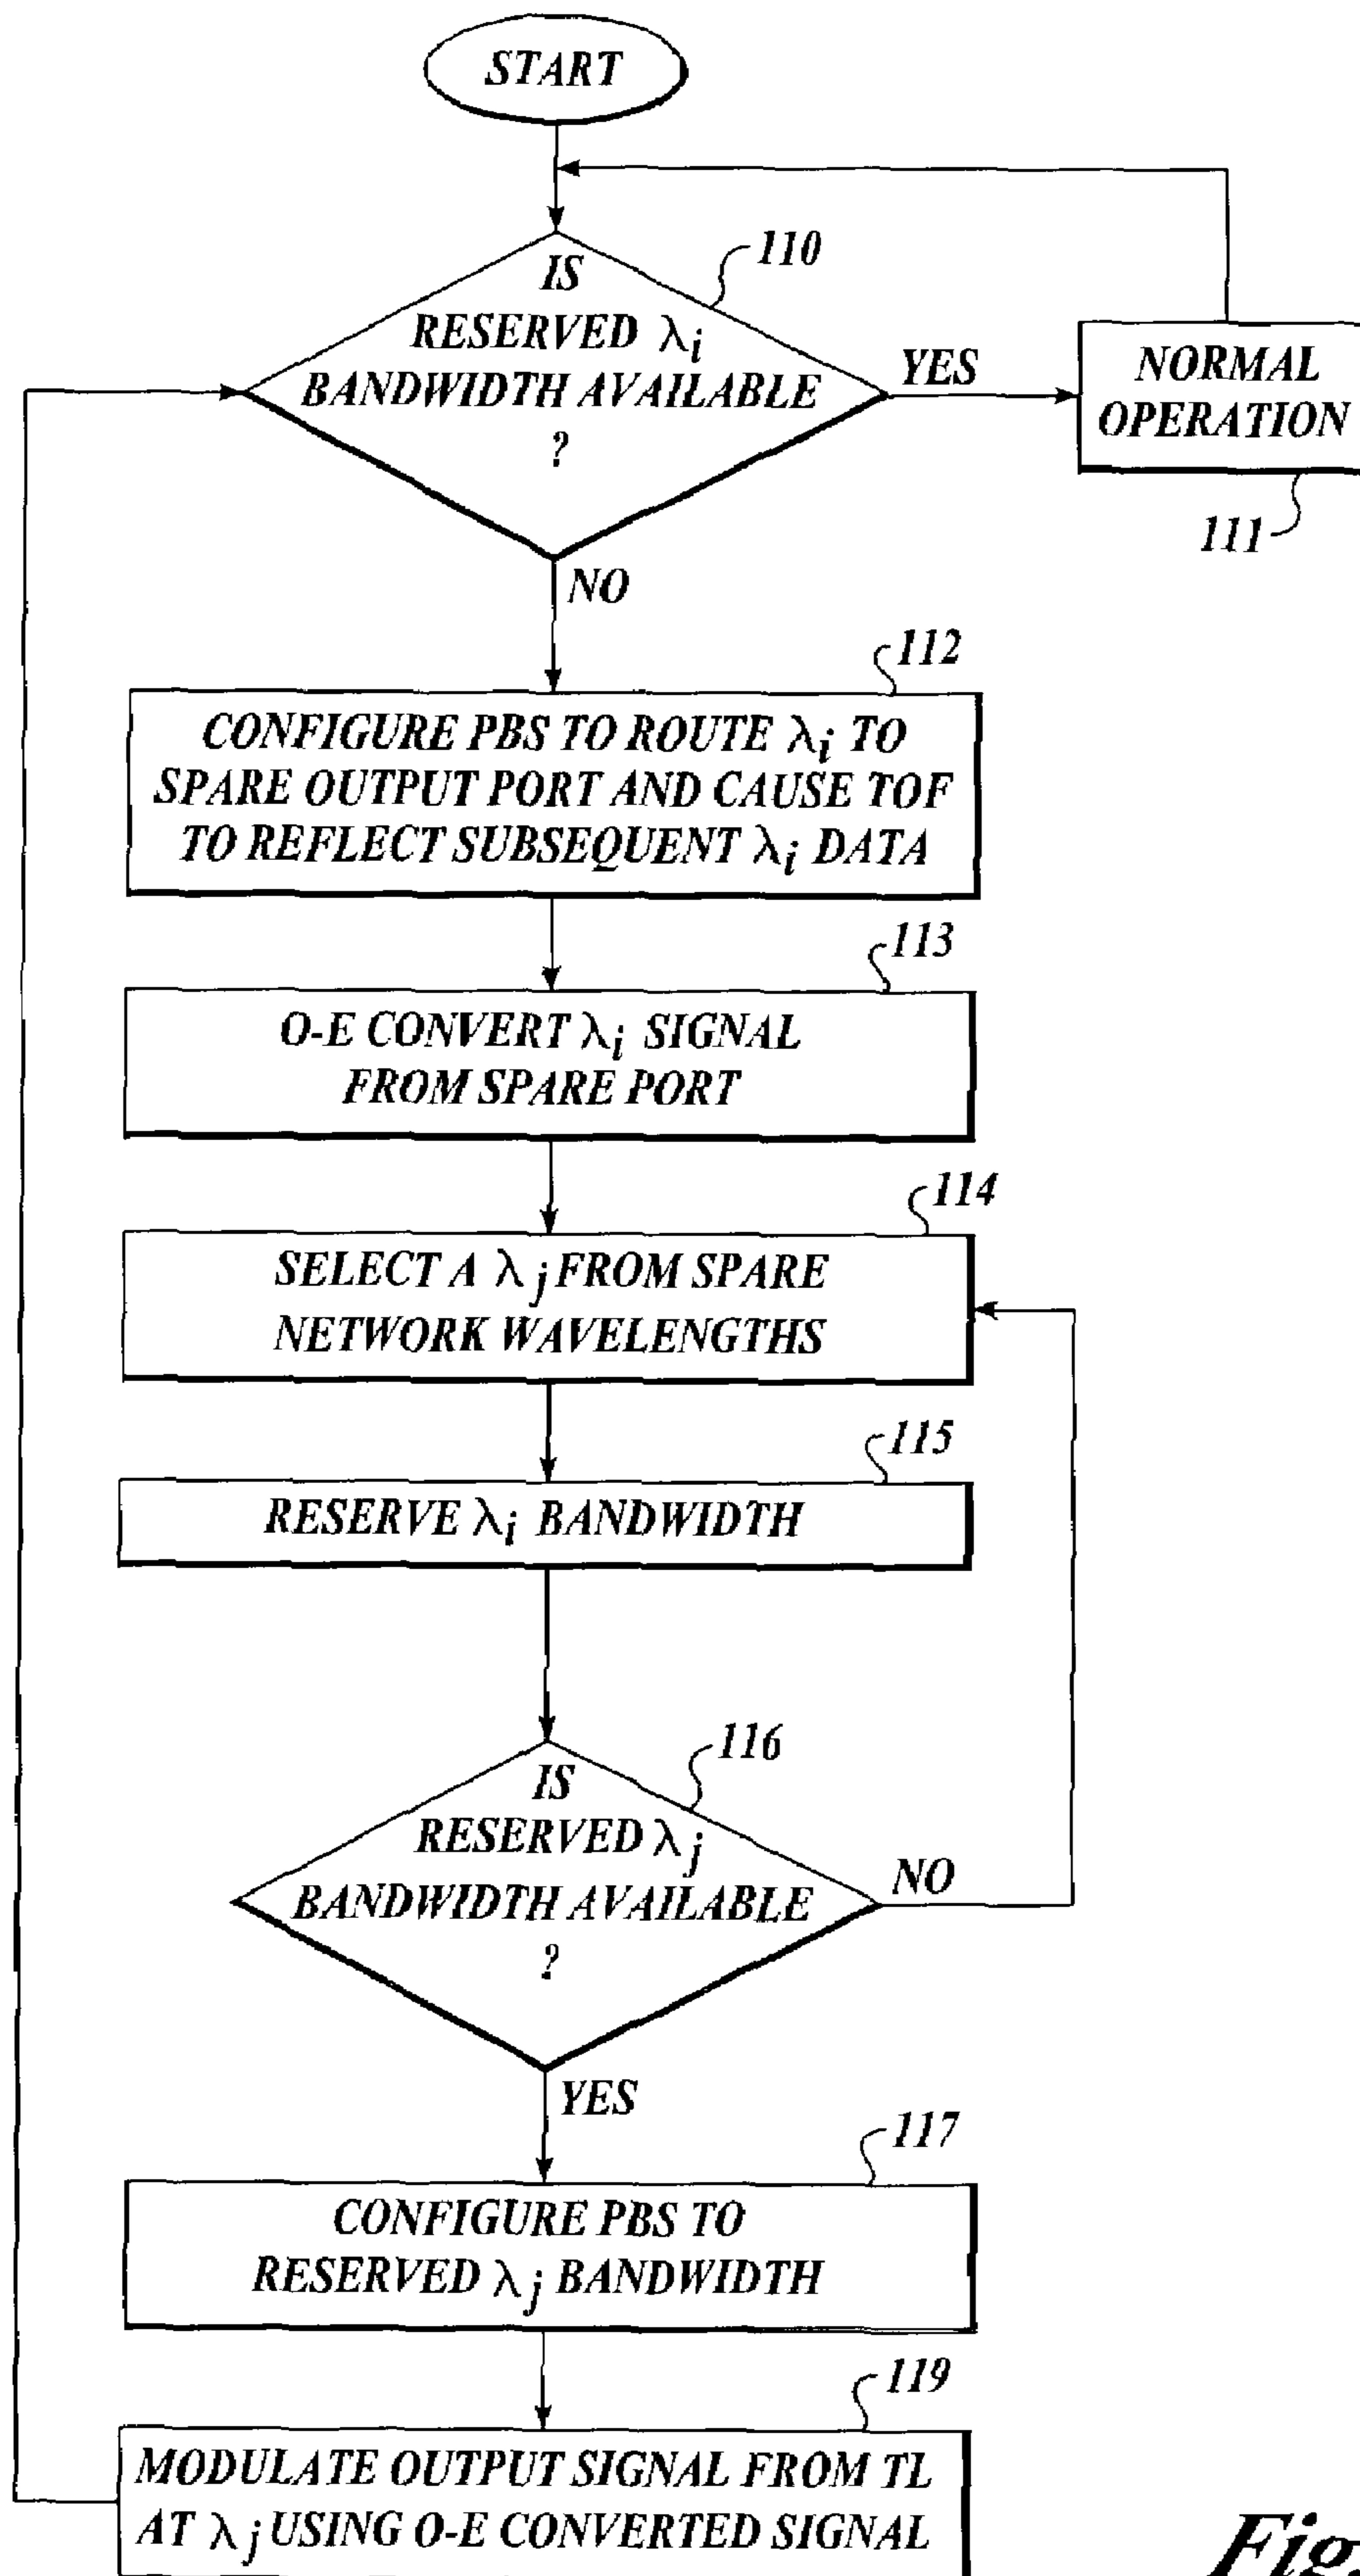 START
110
IS
RESERVED λi
BANDWIDTH AVAILABLE
?
YES
NORMAL
OPERATION
111
NO
112
CONFIGURE PBS TO ROUTE λi TO
SPARE OUTPUT PORT AND CAUSE TOF
TO REFLECT SUBSEQUENT λi DATA
113
O-E CONVERT λi SIGNAL
FROM SPARE PORT
114
SELECT A λj FROM SPARE
NETWORK WAVELENGTHS
115
RESERVE λi BANDWIDTH
116
IS
RESERVED λj
BANDWIDTH AVAILABLE
?
NO
YES
117
CONFIGURE PBS TO
RESERVED λj BANDWIDTH
119
MODULATE OUTPUT SIGNAL FROM TL
AT λj USING O-E CONVERTED SIGNAL
Fig.